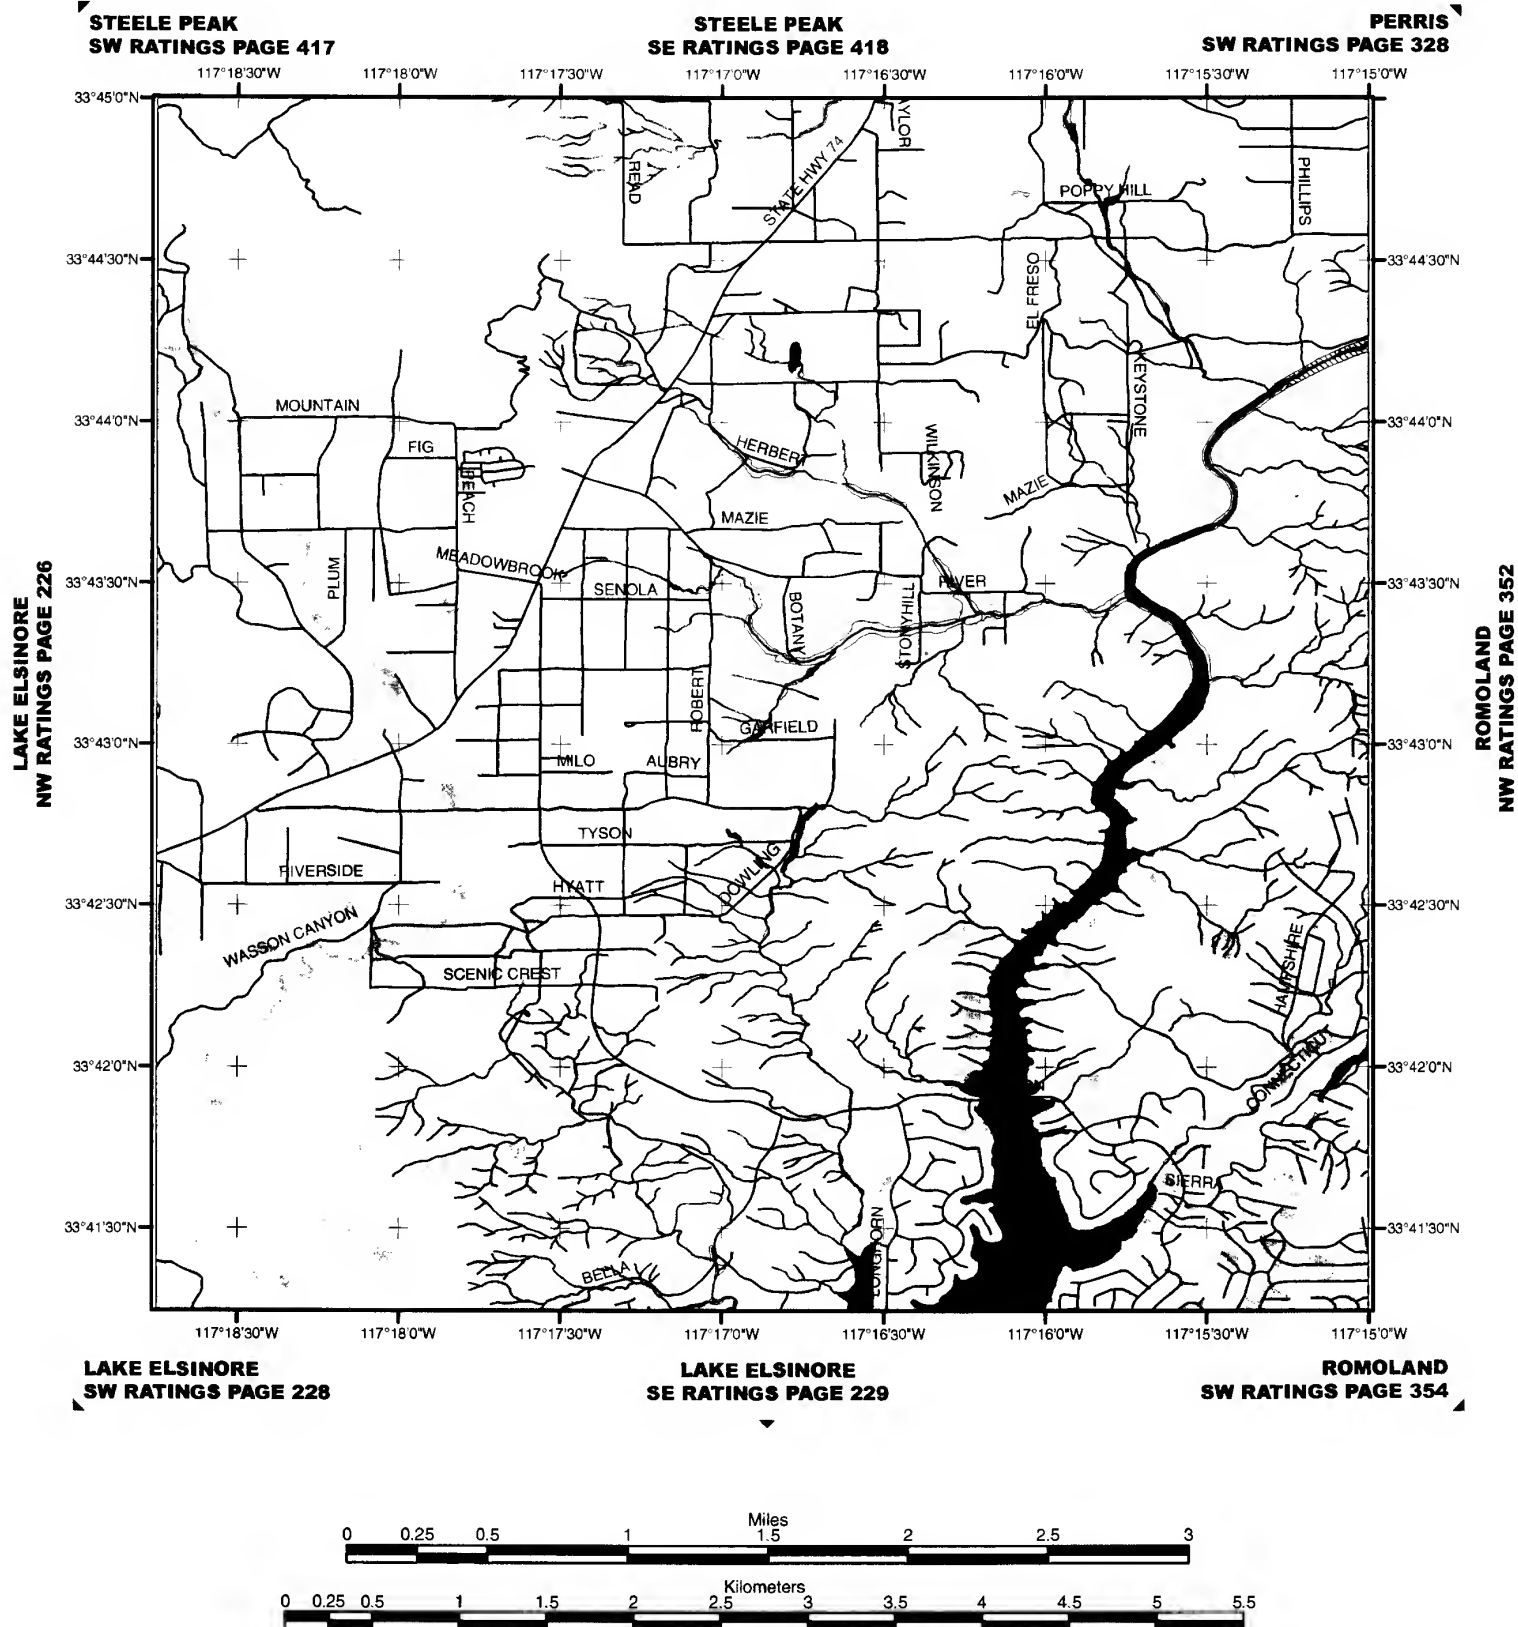 STEELE PEAK
SW RATINGS PAGE 417
STEELE PEAK
SE RATINGS PAGE 418
PERRIS
SW RATINGS PAGE 328
117°18'30"W 117°18'0"W 117°17'30"W 117°17'0"W 117°16'30"W 117°16'0"W 117°15'30"W 117°15'0"W
33°45'0"N
READ
STATE HWY 74
POPPY HILL
PHILLIPS
33°44'30"N
33°44'30"N
EL FRESO
KEYSTONE
MOUNTAIN
33°44'0"N
33°44'0"N
FIG
BEACH
HERBERT
WILKINSON
MAZIE
MAZIE
MEADOWBROOK
PLUM
33°43'30"N
33°43'30"N
SENOLA
RIVER
BOTANY
STONYHILL
LAKE ELSINORE
NW RATINGS PAGE 226
ROMOLAND
NW RATINGS PAGE 352
ROBERT
GARFIELD
33°43'0"N
33°43'0"N
MILO
AUBRY
TYSON
DOWLING
RIVERSIDE
HYATT
33°42'30"N
33°42'30"N
WASSON CANYON
SCENIC CREST
HAMPSHIRE
CONNECTICUT
33°42'0"N
33°42'0"N
SIERRA
33°41'30"N
33°41'30"N
LONGHORN
BELLA
117°18'30"W 117°18'0"W 117°17'30"W 117°17'0"W 117°16'30"W 117°16'0"W 117°15'30"W 117°15'0"W
LAKE ELSINORE
SW RATINGS PAGE 228
LAKE ELSINORE
SE RATINGS PAGE 229
ROMOLAND
SW RATINGS PAGE 354
Miles
0 0.25 0.5 1 1.5 2 2.5 3
Kilometers
0 0.25 0.5 1 1.5 2 2.5 3 3.5 4 4.5 5 5.5